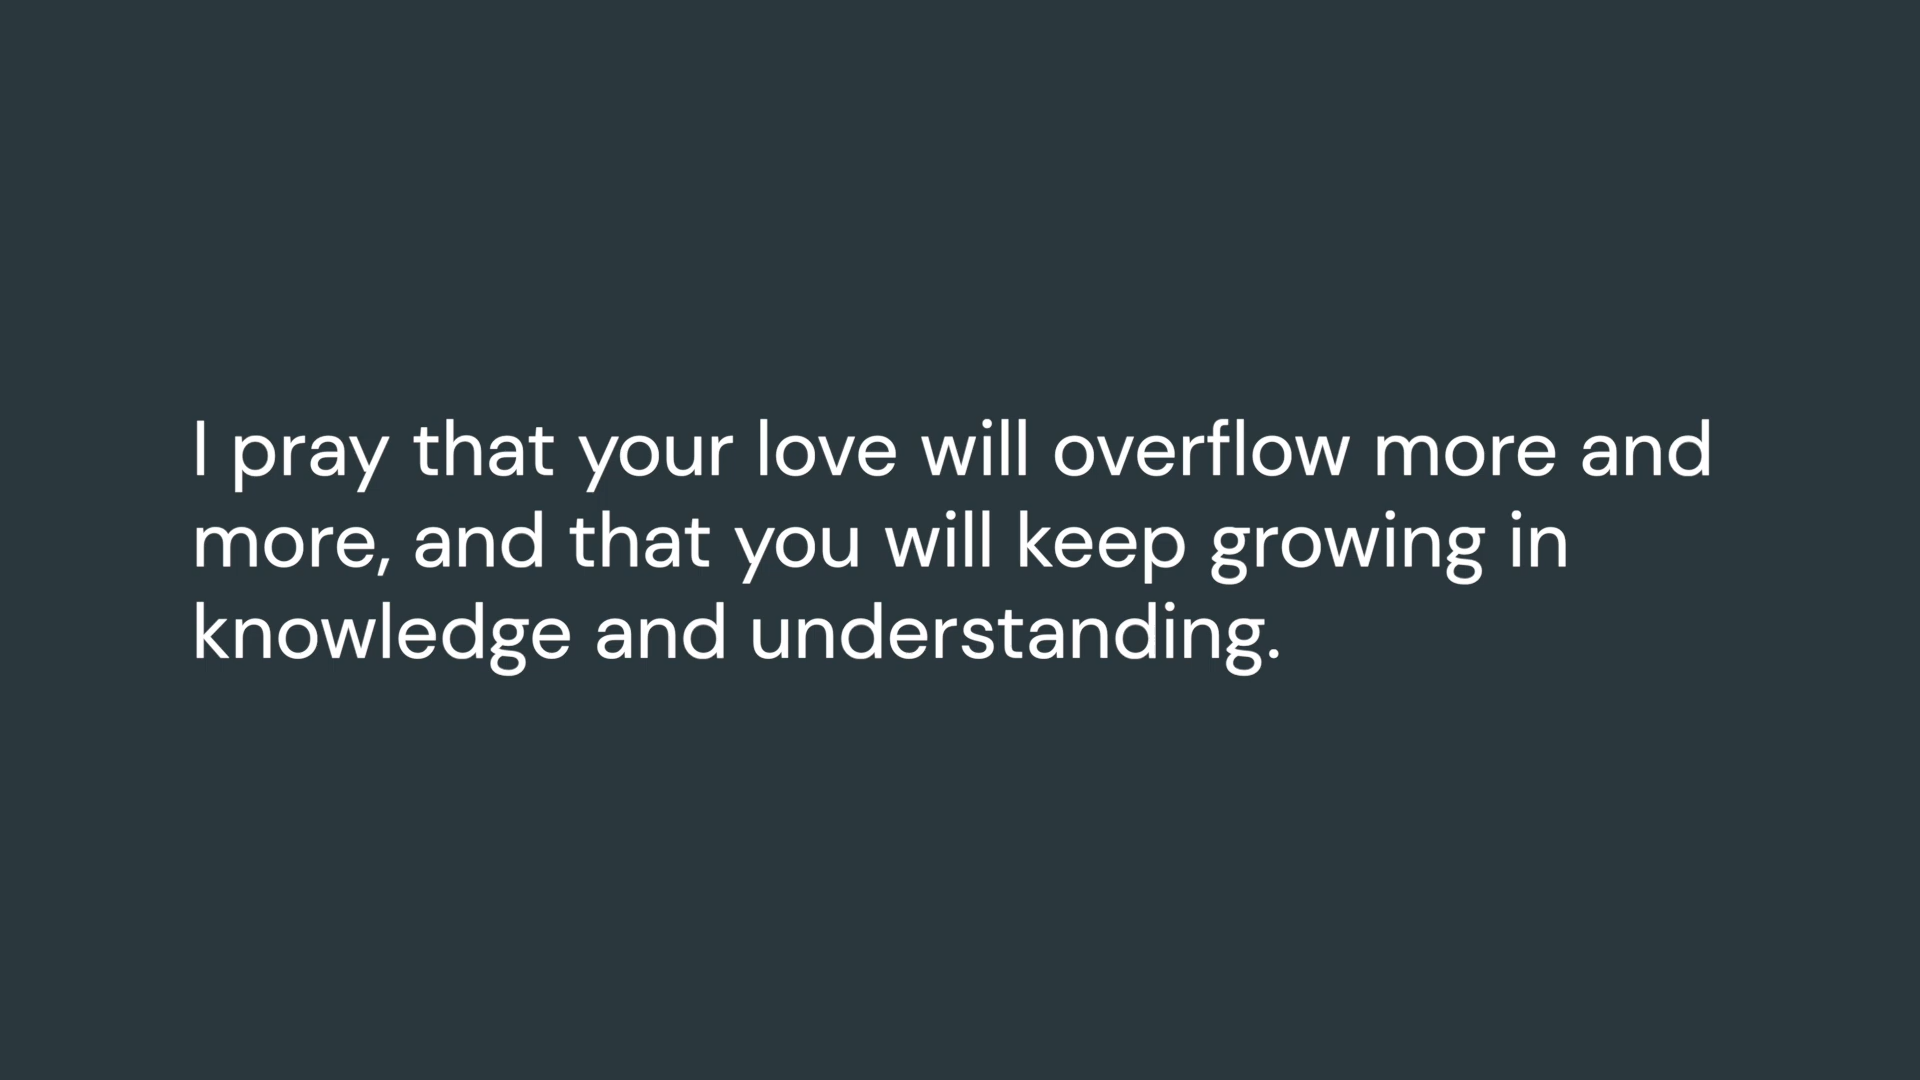 I pray that your love will overflow more and
more, and that you will keep growing in
knowledge and understanding.